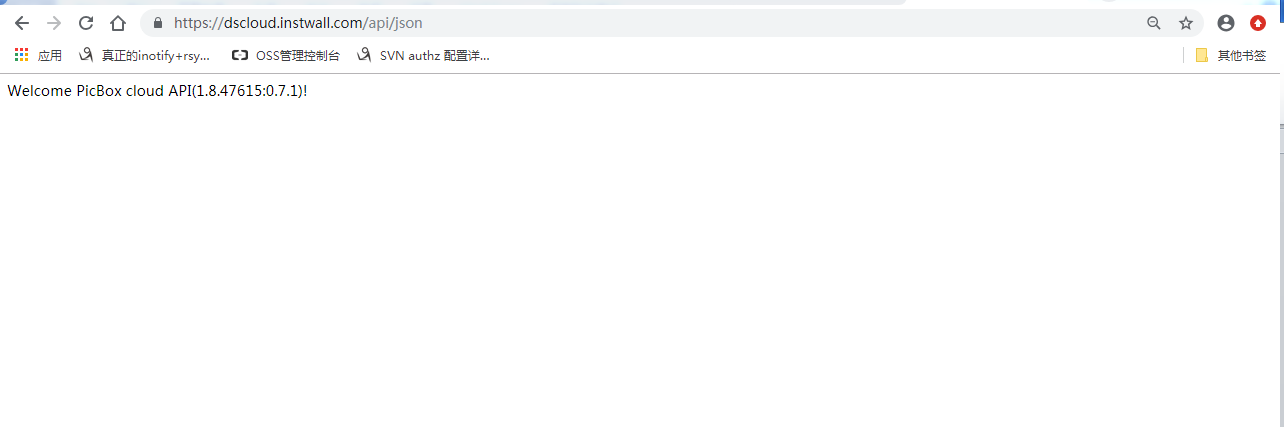 https://dscloud.instwall.com/api/json
应用 真正的inotify+rsy... OSS管理控制台 SVN authz 配置详... 其他书签
Welcome PicBox cloud API(1.8.47615:0.7.1)!